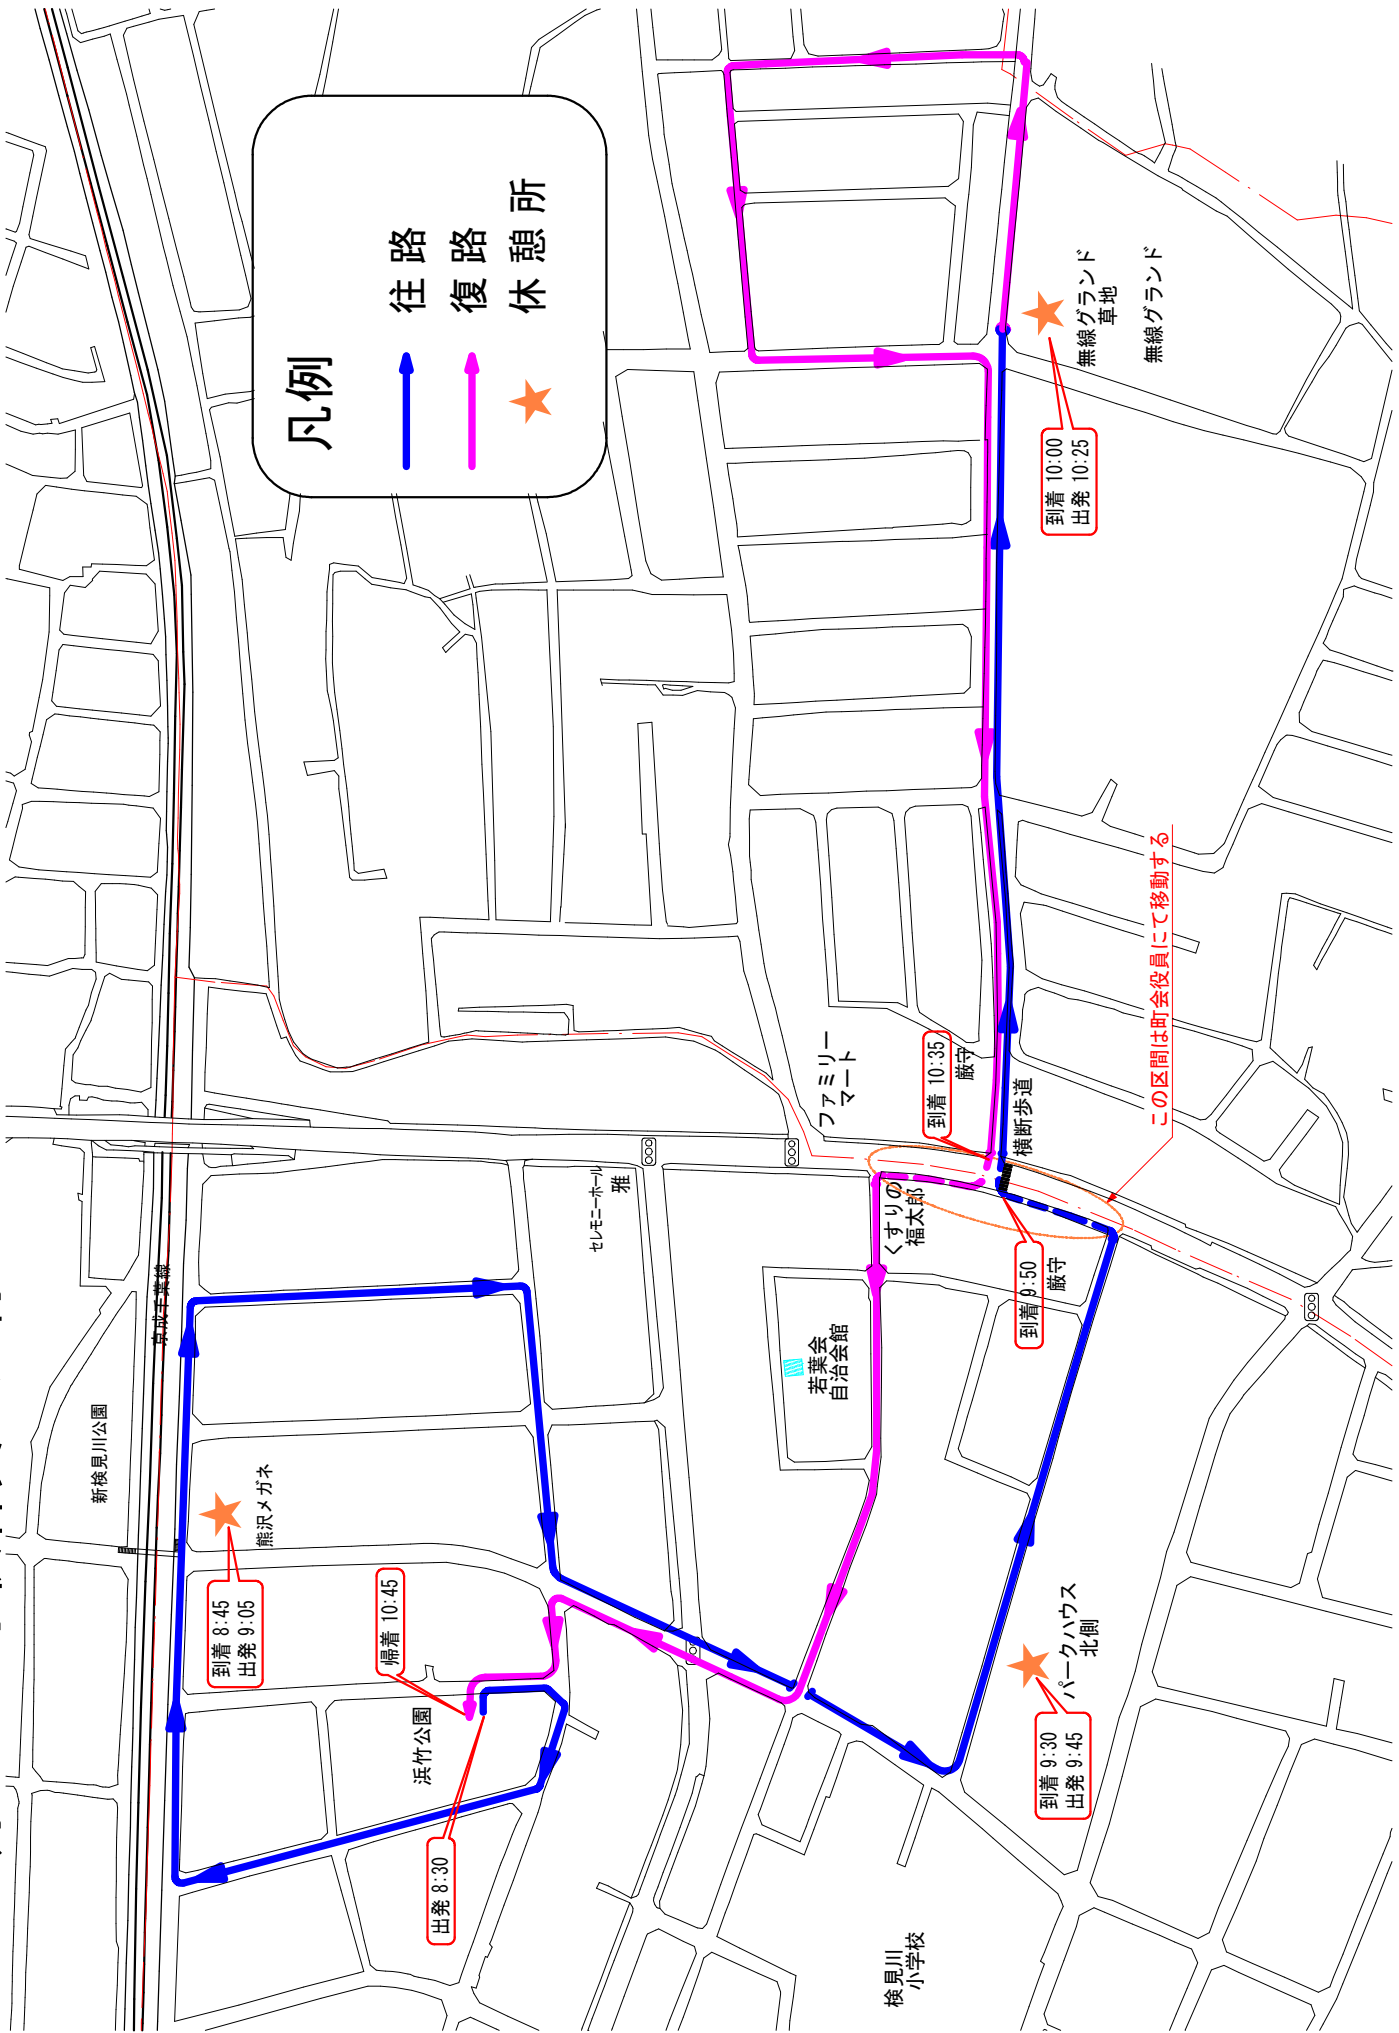 凡例
往路
復路
休憩所
京成千葉線
新検見川公園
熊沢メガネ
到着 8:45
出発 9:05
帰着 10:45
浜竹公園
出発 8:30
セレモニーホール
雅
ファミリー
マート
到着 10:35
厳守
横断歩道
くすりの
福太郎
若葉会
自治会館
到着 9:50
厳守
この区間は町会役員にて移動する
到着 10:00
出発 10:25
無線グランド
草地
無線グランド
パークハウス
北側
到着 9:30
出発 9:45
検見川
小学校